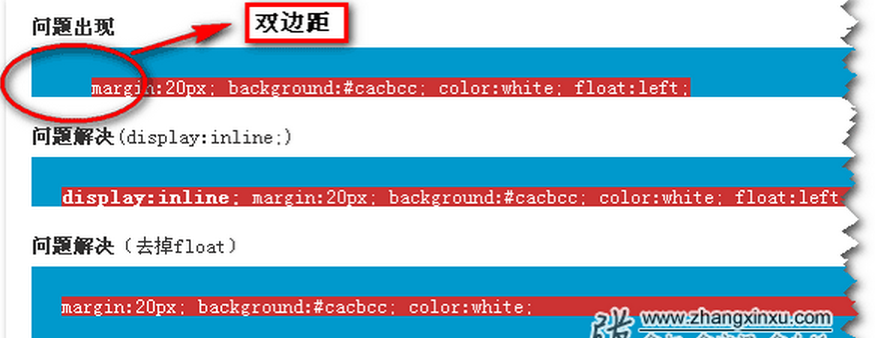 问题出现
双边距
margin:20px; background:#cacbcc; color:white; float:left;
问题解决(display:inline;)
display:inline; margin:20px; background:#cacbcc; color:white; float:left
问题解决（去掉float）
margin:20px; background:#cacbcc; color:white;
www.zhangxinxu.com
张